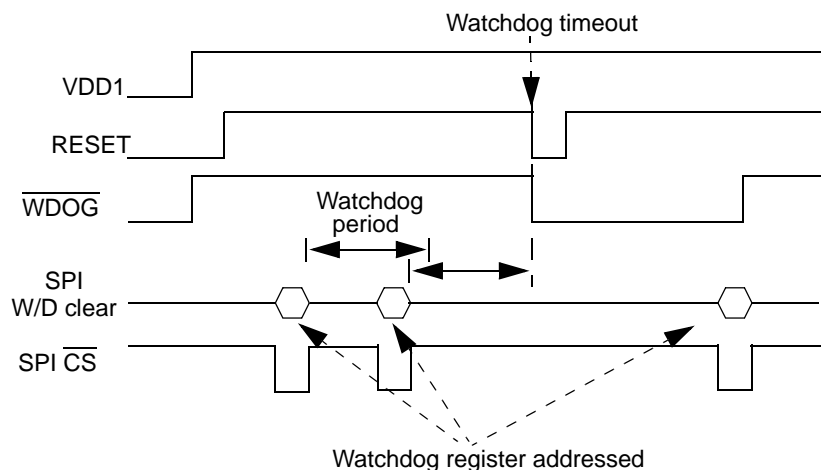 Watchdog timeout
VDD1
RESET
WDOG
Watchdog
period
SPI
W/D clear
SPI CS
Watchdog register addressed